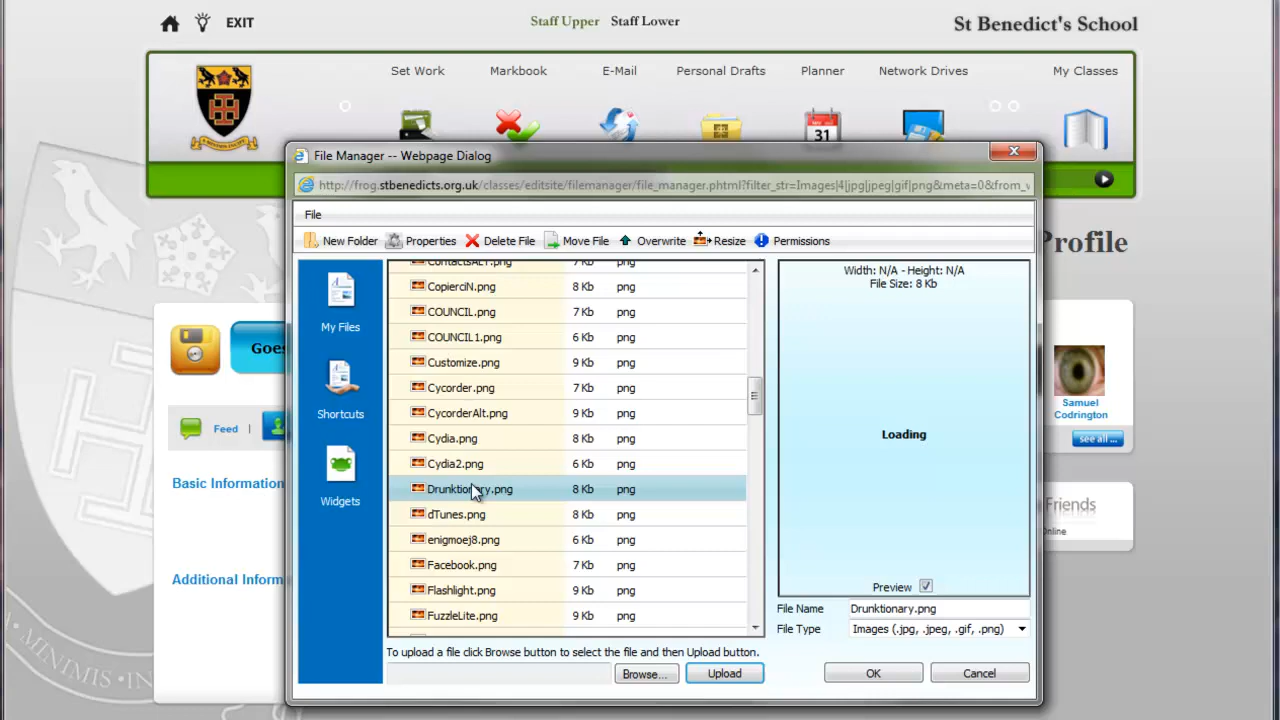 EXIT
Staff Upper Staff Lower
St Benedict's School
Set Work Markbook E-Mail Personal Drafts Planner Network Drives My Classes
31
File Manager -- Webpage Dialog
http://frog.stbenedicts.org.uk/classes/editsite/filemanager/file_manager.phtml?filter_str=Images|4|jpg|jpeg|gif|png&meta=0&from_v
File
New Folder Properties Delete File Move File Overwrite Resize Permissions
Profile
My Files
Shortcuts
Widgets
ContactsALT.png 7 Kb png
CopierciN.png 8 Kb png
COUNCIL.png 7 Kb png
COUNCIL1.png 6 Kb png
Customize.png 9 Kb png
Cycorder.png 7 Kb png
CycorderAlt.png 9 Kb png
Cydia.png 8 Kb png
Cydia2.png 6 Kb png
Drunktionary.png 8 Kb png
dTunes.png 8 Kb png
enigmoej8.png 6 Kb png
Facebook.png 7 Kb png
Flashlight.png 9 Kb png
FuzzleLite.png 9 Kb png
Width: N/A - Height: N/A
File Size: 8 Kb
Loading
Preview
File Name Drunktionary.png
File Type Images (.jpg, .jpeg, .gif, .png)
To upload a file click Browse button to select the file and then Upload button.
Browse... Upload OK Cancel
Goes
Feed |
Basic Information
Additional Inform
Samuel
Codrington
see all ...
Friends
Online
MINIMIS
IN